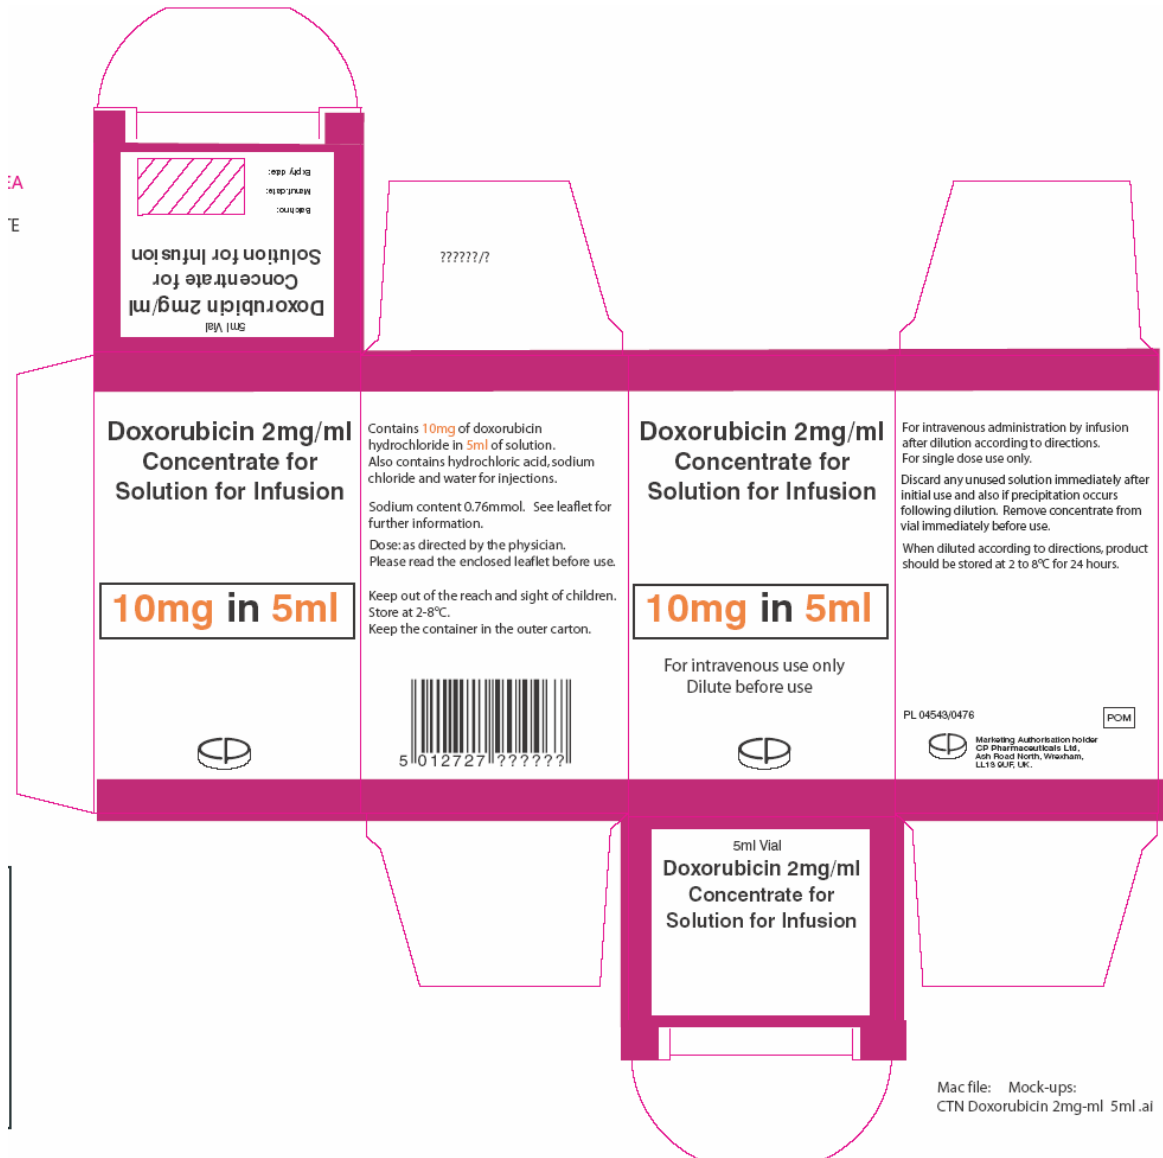 EA
TE
Expiry date:
Manuf.date:
Batch no:
5ml Vial
Doxorubicin 2mg/ml
Concentrate for
Solution for Infusion
??????/?
Doxorubicin 2mg/ml
Concentrate for
Solution for Infusion
10mg in 5ml
CP
Contains 10mg of doxorubicin
hydrochloride in 5ml of solution.
Also contains hydrochloric acid, sodium
chloride and water for injections.
Sodium content 0.76mmol. See leaflet for
further information.
Dose: as directed by the physician.
Please read the enclosed leaflet before use.
Keep out of the reach and sight of children.
Store at 2-8ºC.
Keep the container in the outer carton.
5 012727 ??????
Doxorubicin 2mg/ml
Concentrate for
Solution for Infusion
10mg in 5ml
For intravenous use only
Dilute before use
CP
For intravenous administration by infusion
after dilution according to directions.
For single dose use only.
Discard any unused solution immediately after
initial use and also if precipitation occurs
following dilution. Remove concentrate from
vial immediately before use.
When diluted according to directions, product
should be stored at 2 to 8ºC for 24 hours.
PL 04543/0476
POM
CP
Marketing Authorisation holder
CP Pharmaceuticals Ltd,
Ash Road North, Wrexham,
LL13 9UF, UK.
5ml Vial
Doxorubicin 2mg/ml
Concentrate for
Solution for Infusion
Mac file: Mock-ups:
CTN Doxorubicin 2mg-ml 5ml .ai